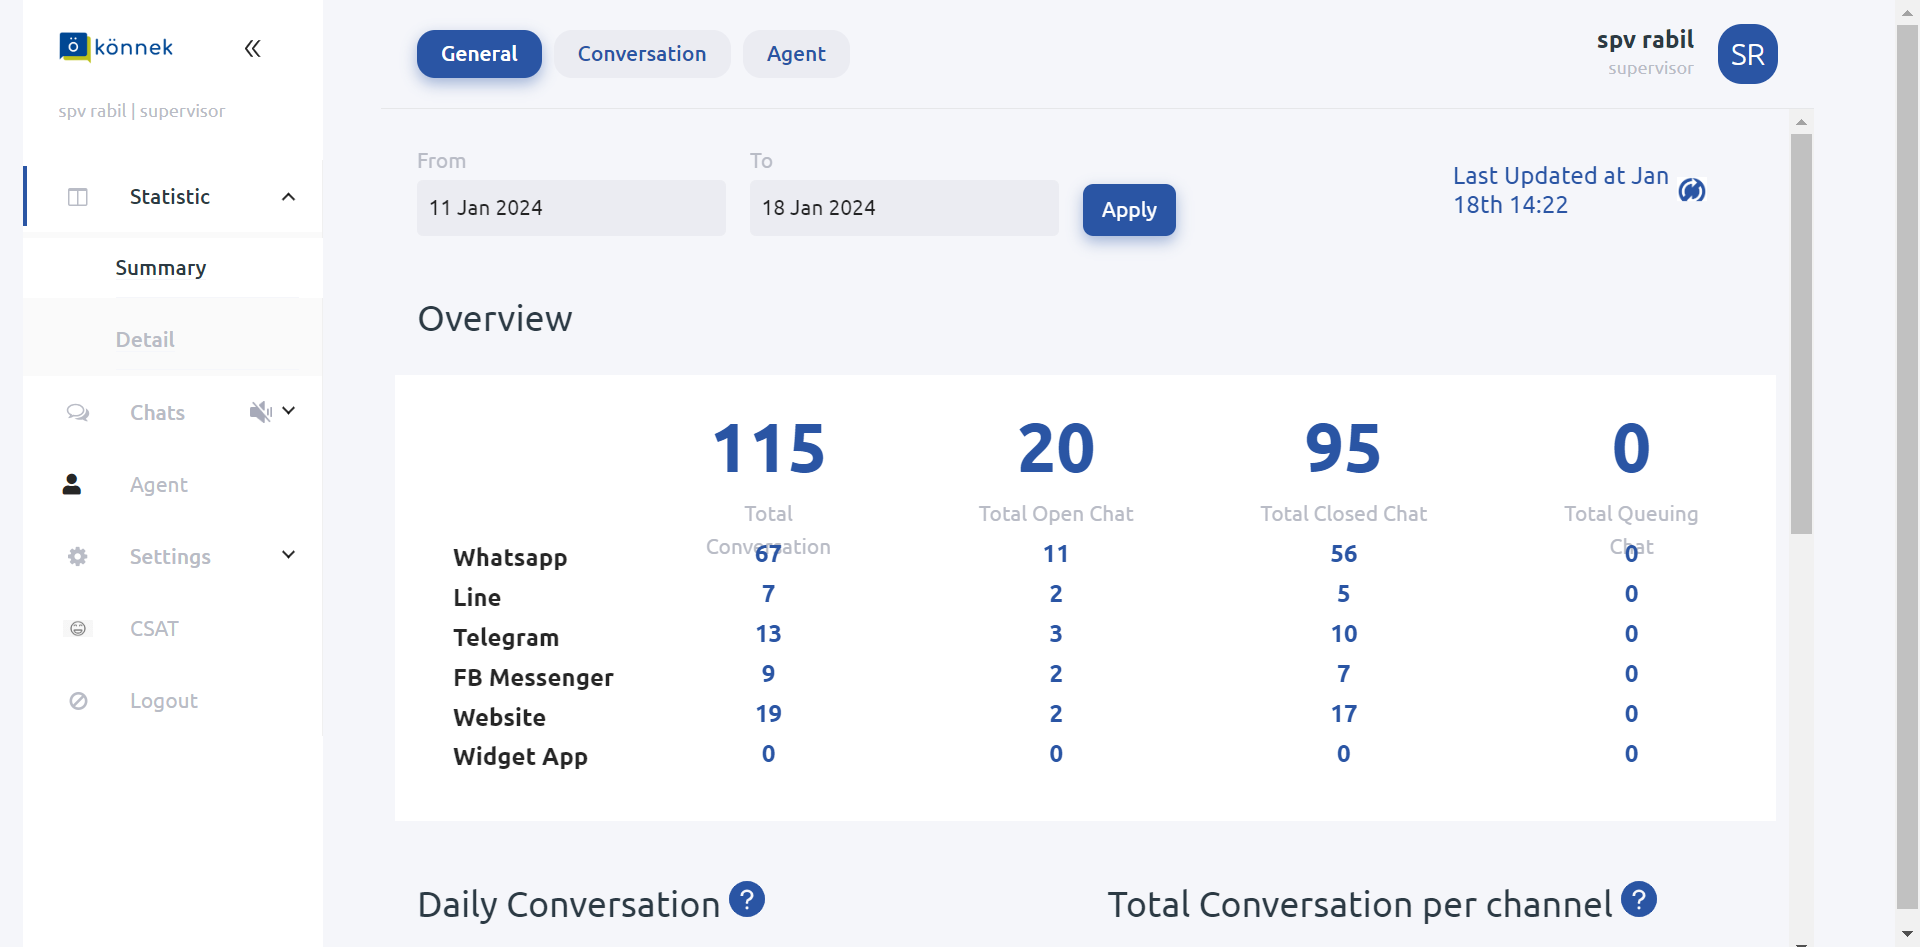 könnek
spv rabil | supervisor
Statistic
Summary
Detail
Chats
Agent
Settings
CSAT
Logout
General
Conversation
Agent
spv rabil
supervisor
SR
From
To
11 Jan 2024
18 Jan 2024
Apply
Last Updated at Jan
18th 14:22
Overview
115 20 95 0
Total Conversation
Total Open Chat
Total Closed Chat
Total Queuing Chat
Whatsapp 67 11 56 0
Line 7 2 5 0
Telegram 13 3 10 0
FB Messenger 9 2 7 0
Website 19 2 17 0
Widget App 0 0 0 0
Daily Conversation ?
Total Conversation per channel ?